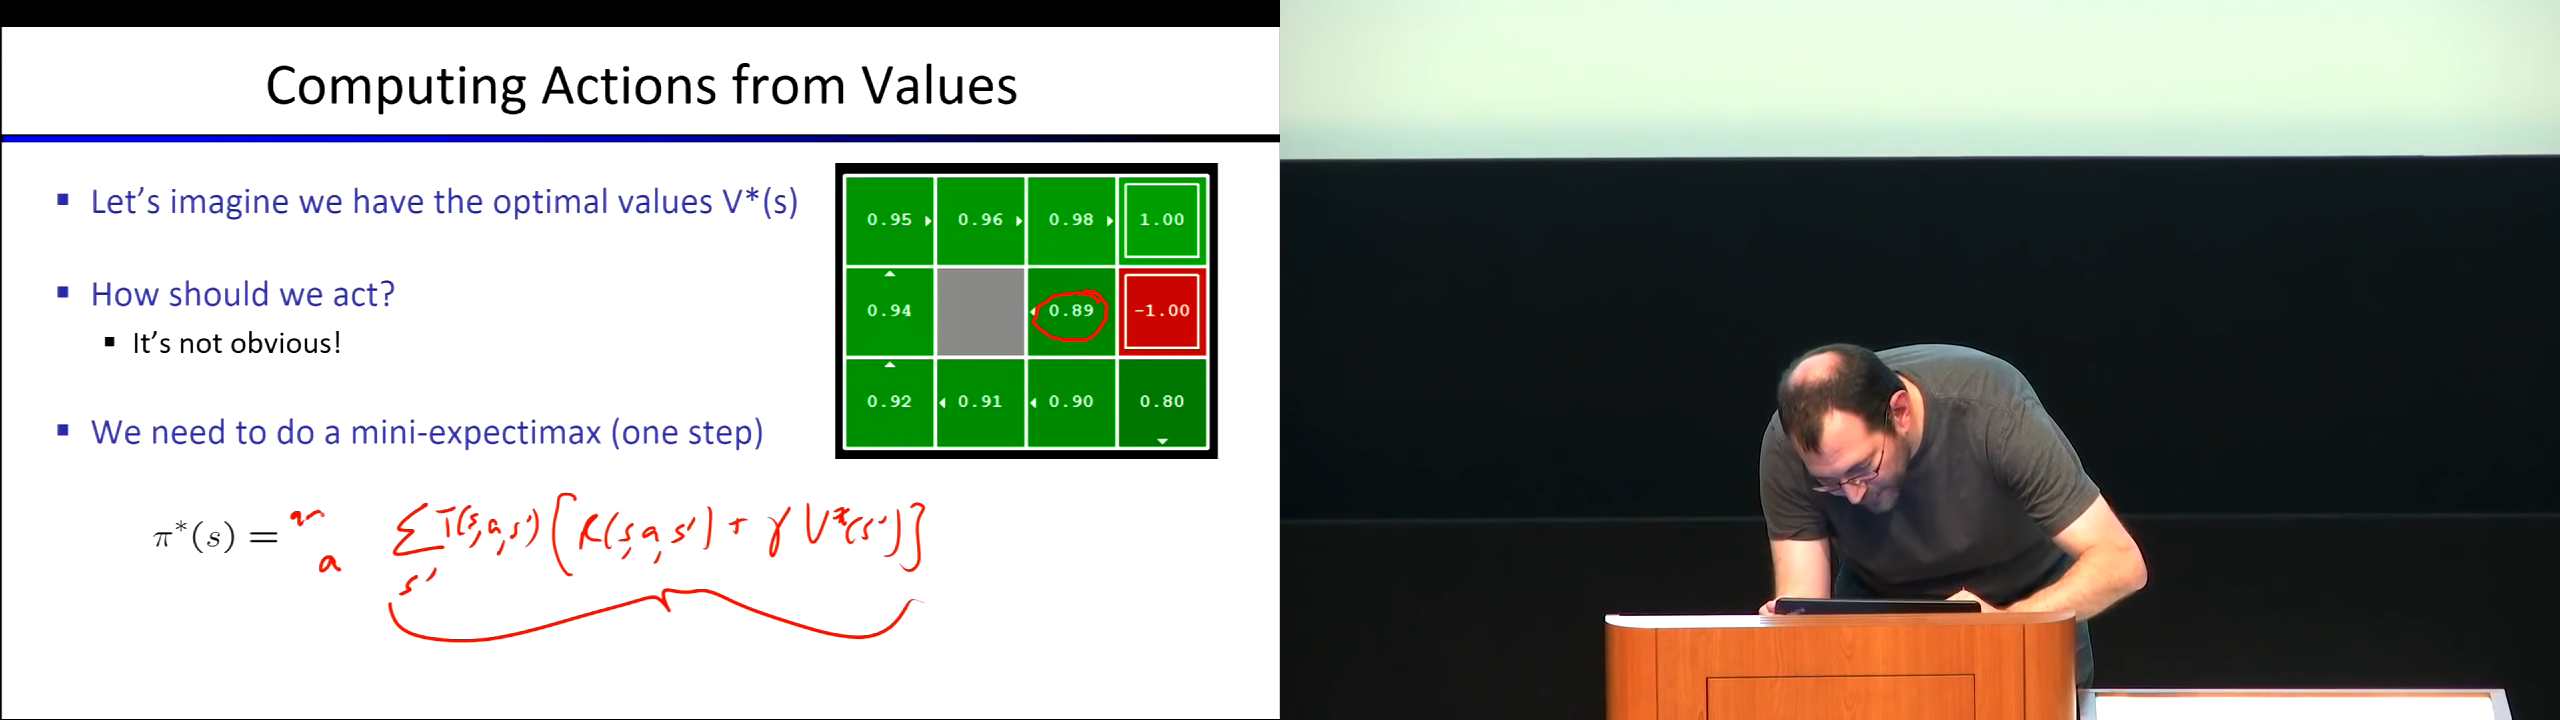 Computing Actions from Values
▪ Let's imagine we have the optimal values V*(s)
▪ How should we act?
▪ It's not obvious!
▪ We need to do a mini-expectimax (one step)
0.95 0.96 0.98 1.00
0.94 0.89 -1.00
0.92 0.91 0.90 0.80
π*(s) = a Σ s' T(s,a,s') [R(s,a,s') + γ V*(s')]